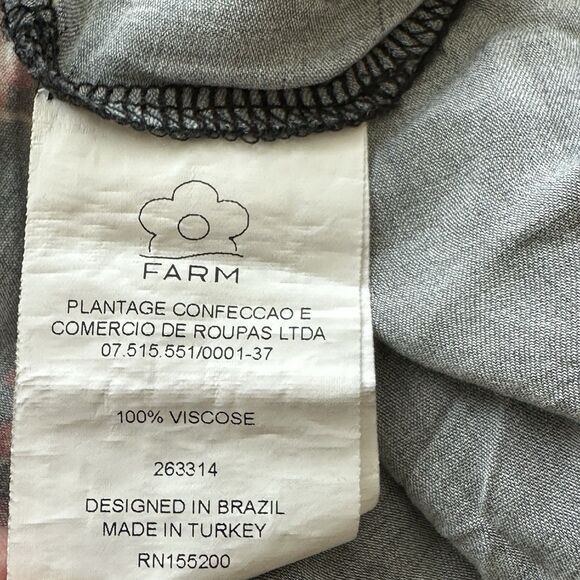 FARM
PLANTAGE CONFECCAO E
COMERCIO DE ROUPAS LTDA
07.515.551/0001-37
100% VISCOSE
263314
DESIGNED IN BRAZIL
MADE IN TURKEY
RN155200